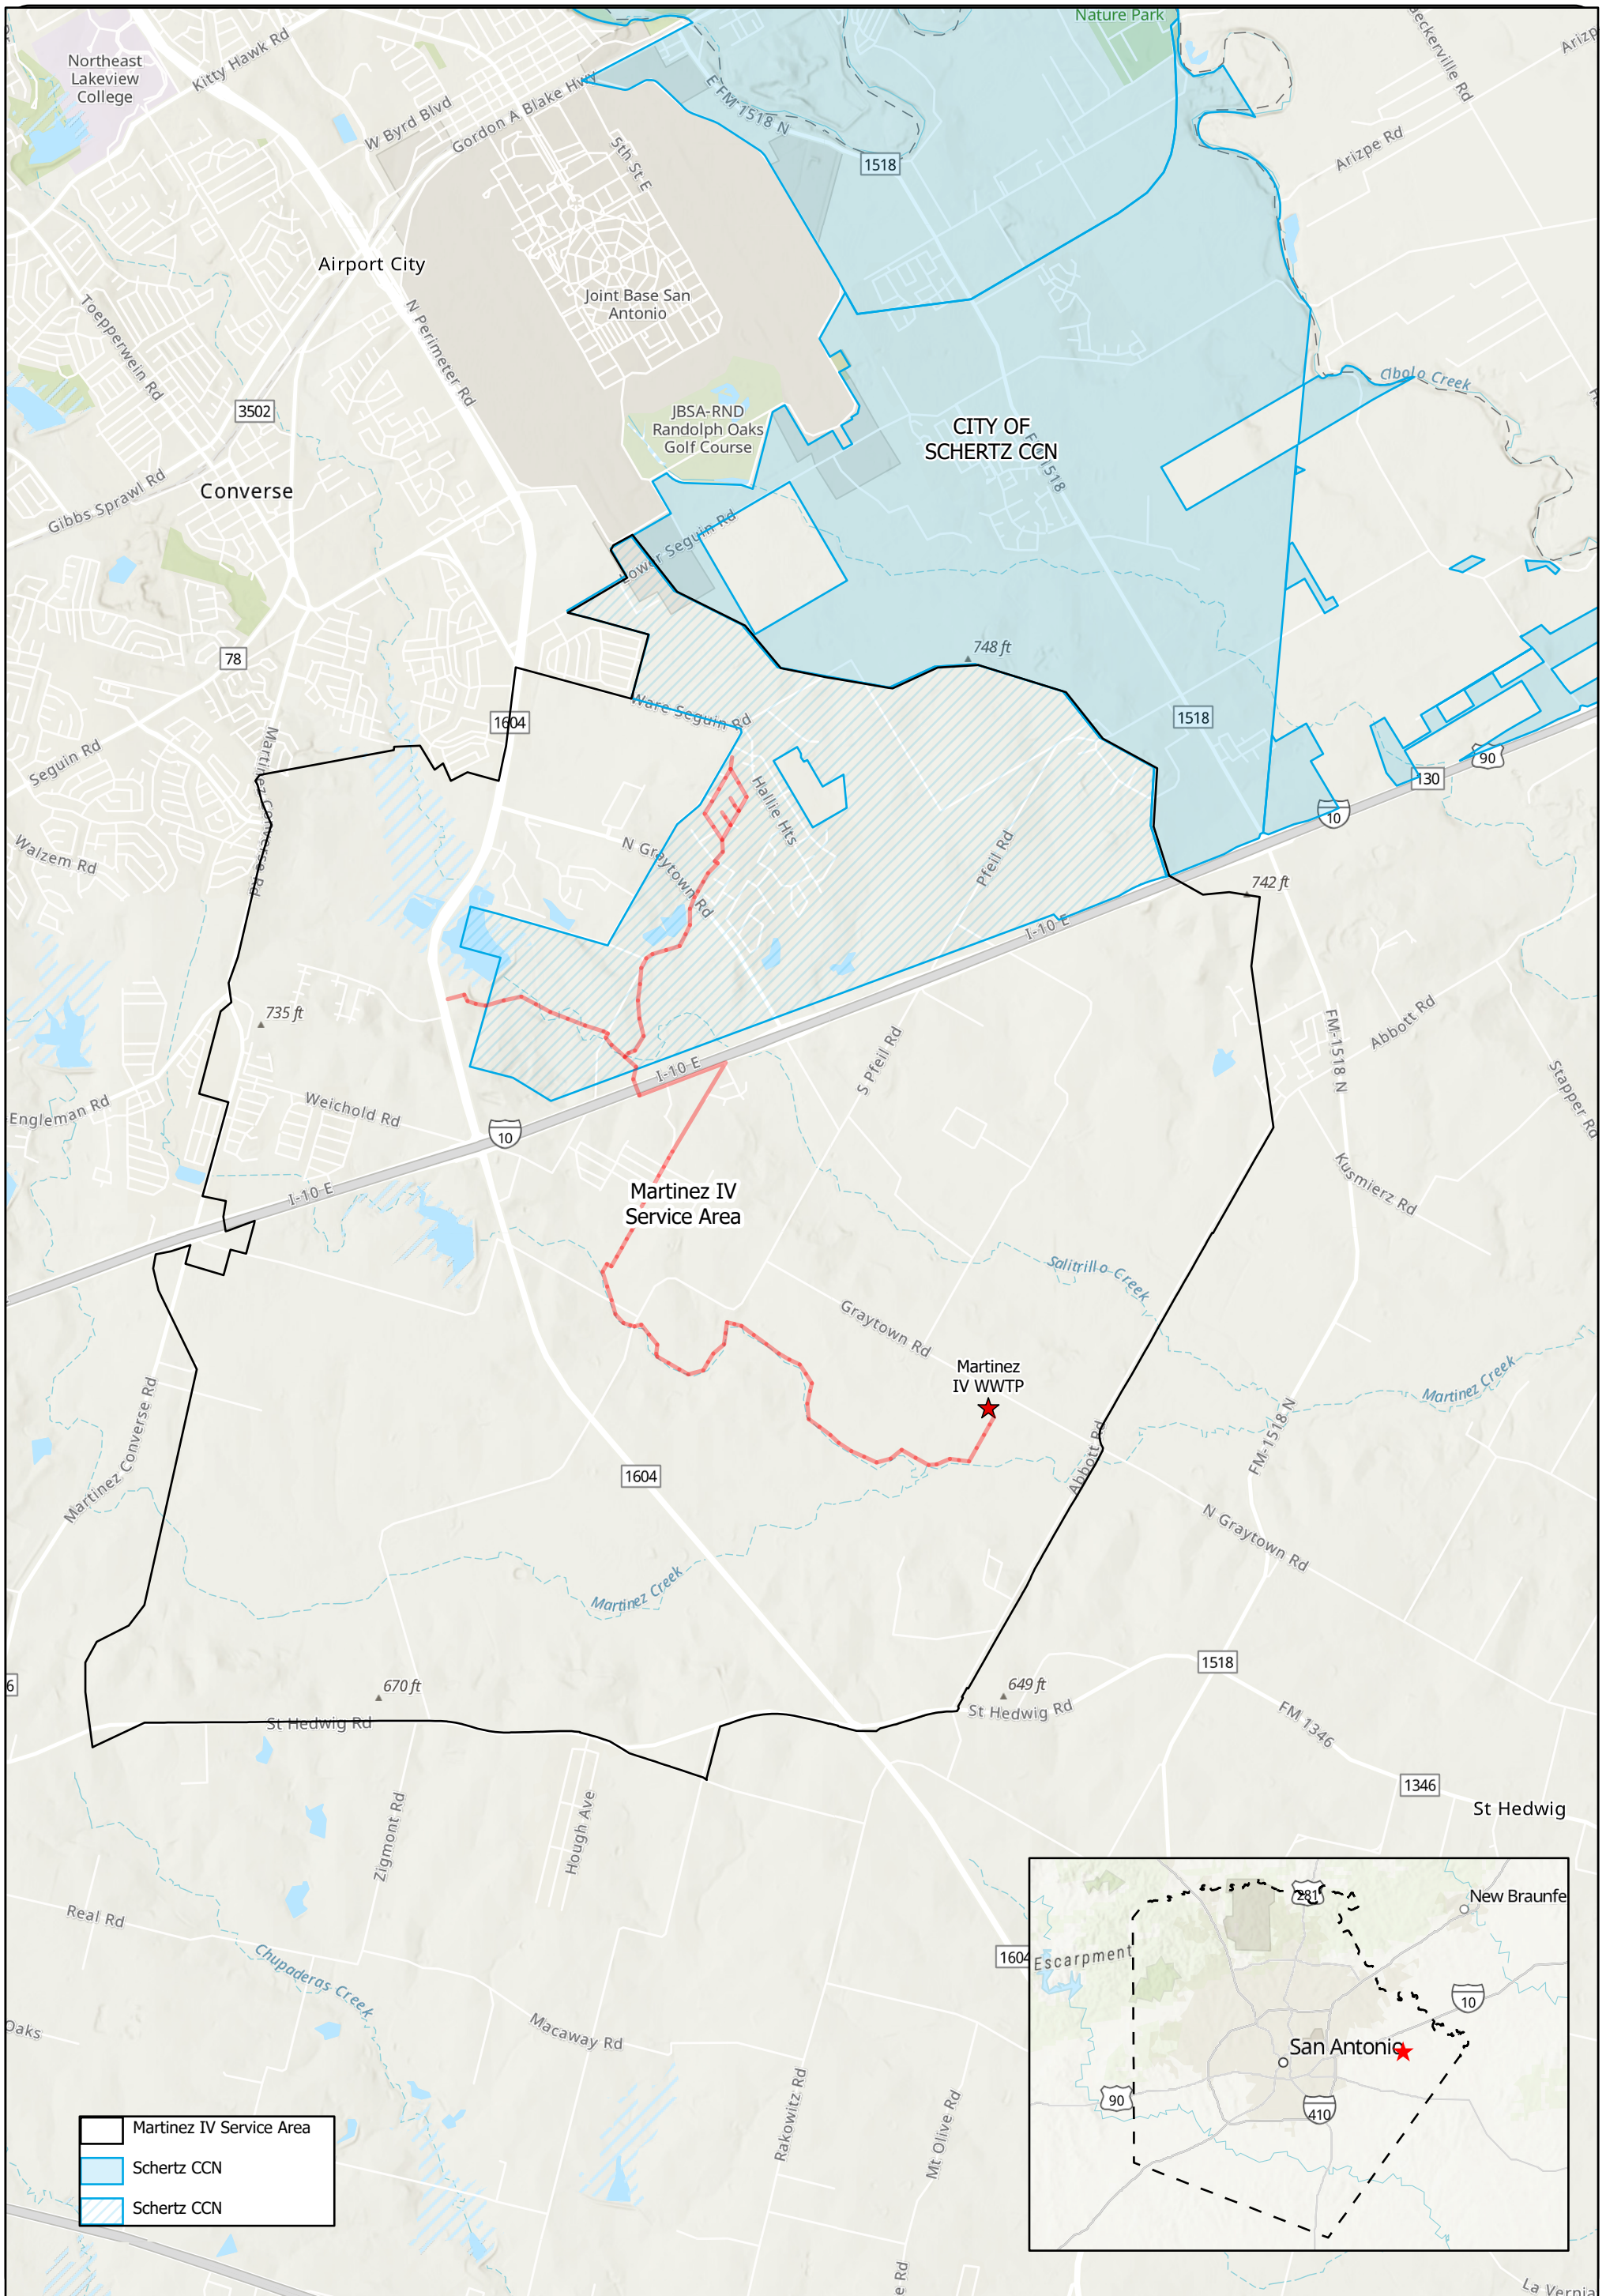 Nature Park
Northeast
Lakeview
College
Kitty Hawk Rd
W Byrd Blvd
Gordon A Blake Hwy
5th St E
E FM 1518 N
1518
Arizpe Rd
Airport City
Joint Base San
Antonio
N Perimeter Rd
Toepperwein Rd
3502
JBSA-RND
Randolph Oaks
Golf Course
CITY OF
SCHERTZ CCN
Cibolo Creek
Converse
Gibbs Sprawl Rd
Lower Seguin Rd
78
748 ft
1604
Ware Seguin Rd
1518
Seguin Rd
Martinez Converse Rd
90
130
10
Hallie Hts
Walzem Rd
N Graytown Rd
Pfeil Rd
742 ft
I-10 E
735 ft
FM-1518 N
Abbott Rd
S Pfeil Rd
I-10 E
Engleman Rd
Weichold Rd
10
Stapper Rd
Kusmierz Rd
I-10 E
Martinez IV
Service Area
Salitrillo Creek
Graytown Rd
Martinez
IV WWTP
Martinez Creek
Martinez Converse Rd
FM-1518 N
Abbott Rd
1604
N Graytown Rd
Martinez Creek
1518
670 ft
649 ft
St Hedwig Rd
St Hedwig Rd
FM 1346
1346
St Hedwig
Zigmont Rd
Hough Ave
Real Rd
Chupaderas Creek
1604
Macaway Rd
Oaks
Rakowitz Rd
Mt Olive Rd
281
New Braunfe
Escarpment
10
San Antonio
90
410
Martinez IV Service Area
Schertz CCN
Schertz CCN
La Vernia